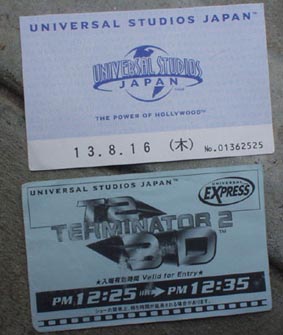 UNIVERSAL STUDIOS JAPAN™
UNIVERSAL STUDIOS
JAPAN
THE POWER OF HOLLYWOOD™
13.8.16 (木) No.01362525
UNIVERSAL STUDIOS JAPAN™
UNIVERSAL
EXPRESS
T2
TERMINATOR 2
3-D
★入場有効時間 Valid for Entry★
PM 12:25 PM 12:35